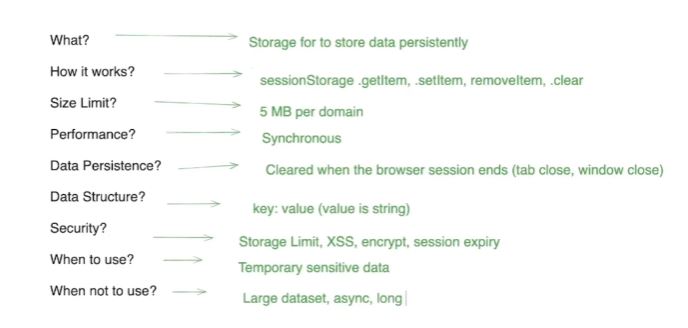 What? Storage for to store data persistently
How it works? sessionStorage .getItem, .setItem, removeItem, .clear
Size Limit? 5 MB per domain
Performance? Synchronous
Data Persistence? Cleared when the browser session ends (tab close, window close)
Data Structure? key: value (value is string)
Security? Storage Limit, XSS, encrypt, session expiry
When to use? Temporary sensitive data
When not to use? Large dataset, async, long